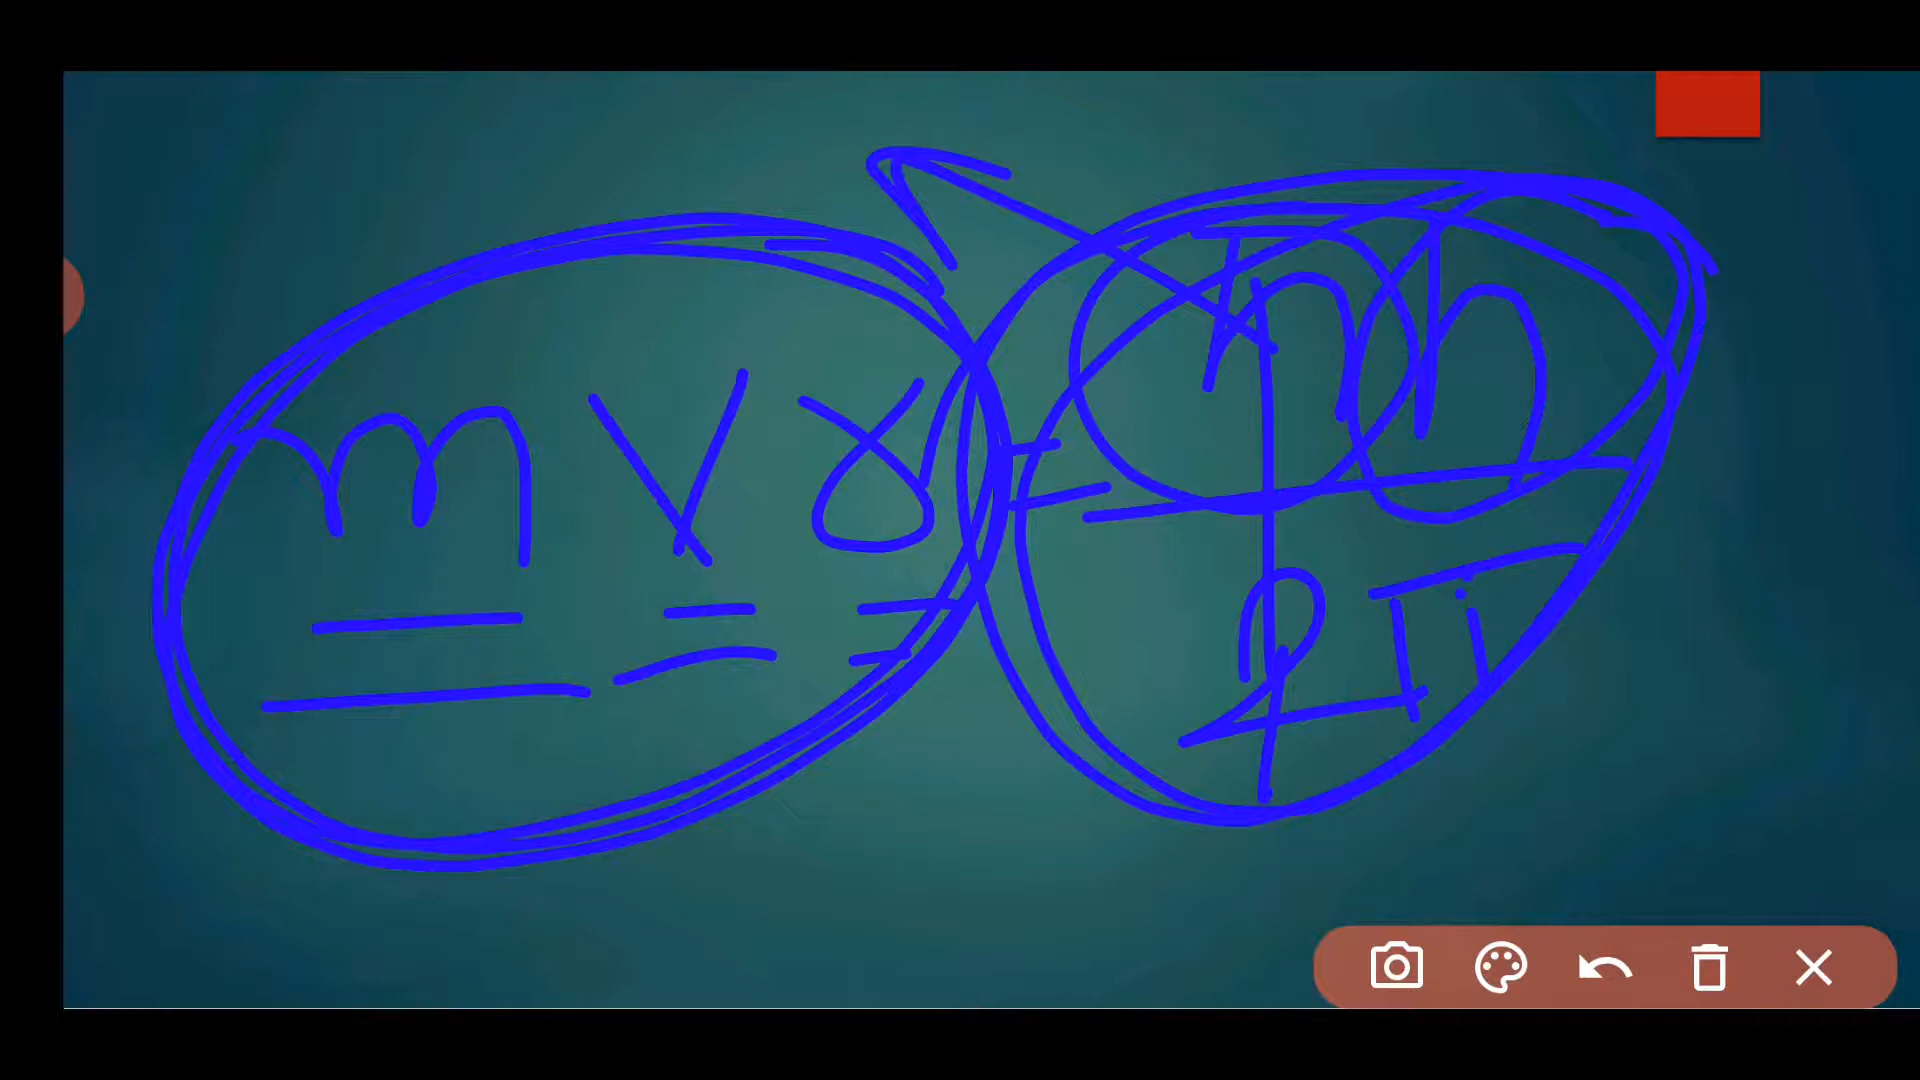 mvr = nh
2π